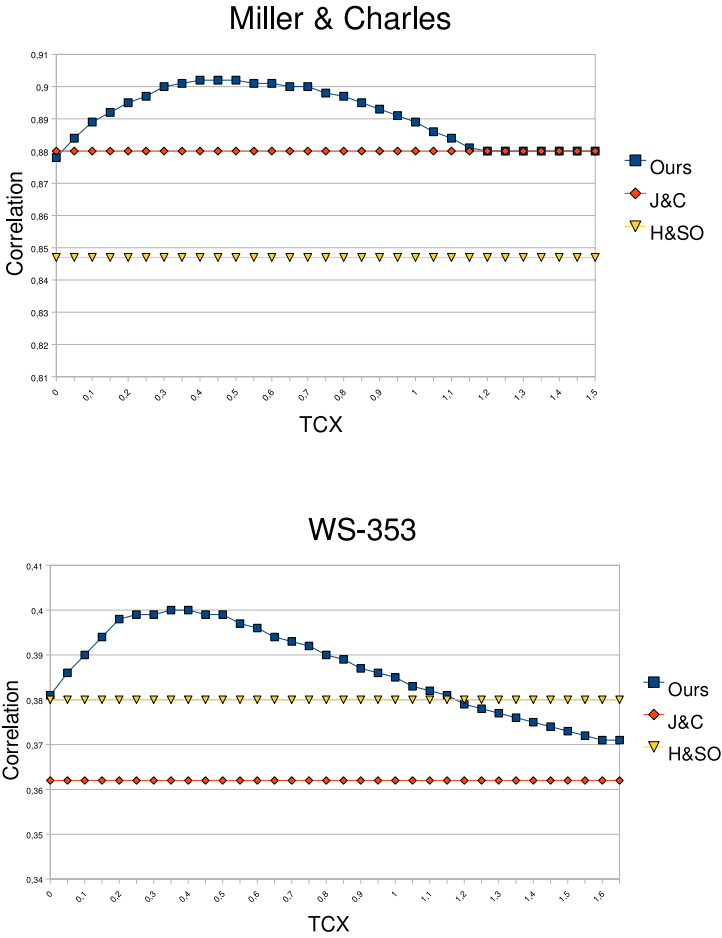 Miller & Charles
0,91
0,9
0,89
0,88
0,87
0,86
0,85
0,84
0,83
0,82
0,81
Correlation
0 0,1 0,2 0,3 0,4 0,5 0,6 0,7 0,8 0,9 1 1,1 1,2 1,3 1,4 1,5
TCX
Ours
J&C
H&SO
WS-353
0,41
0,4
0,39
0,38
0,37
0,36
0,35
0,34
Correlation
0 0,1 0,2 0,3 0,4 0,5 0,6 0,7 0,8 0,9 1 1,1 1,2 1,3 1,4 1,5 1,6
TCX
Ours
J&C
H&SO